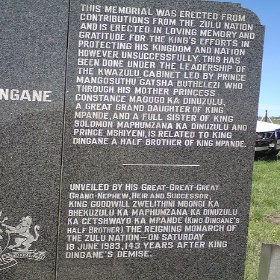 THIS MEMORIAL WAS ERECTED FROM
CONTRIBUTIONS FROM THE ZULU NATION
AND IS ERECTED IN LOVING MEMORY AND
GRATITUDE FOR THE KING'S EFFORTS IN
PROTECTING HIS KINGDOM AND NATION
HOWEVER UNSUCCESSFULLY. THIS HAS
BEEN DONE UNDER THE LEADERSHIP OF
THE KWAZULU CABINET LED BY PRINCE
MANGOSUTHU GATSHA BUTHELEZI WHO
THROUGH HIS MOTHER PRINCESS
CONSTANCE MAGOGO KA DINUZULU,
A GREAT GRAND DAUGHTER OF KING
MPANDE, AND A FULL SISTER OF KING
SOLOMON MAPHUMZANA KA DINUZULU AND
PRINCE MSHIYENI, IS RELATED TO KING
DINGANE A HALF BROTHER OF KING MPANDE.
INGANE
UNVEILED BY HIS GREAT-GREAT-GREAT
GRAND-NEPHEW, HEIR AND SUCCESSOR
KING GOODWILL ZWELITHINI MBONGI KA
BHEKUZULU KA MAPHUMZANA KA DINUZULU
KA CETSHWAYO KA MPANDE (KING DINGANE'S
HALF BROTHER) THE REIGNING MONARCH OF
THE ZULU NATION—ON SATURDAY
18 JUNE 1983, 143 YEARS AFTER KING
DINGANE'S DEMISE.